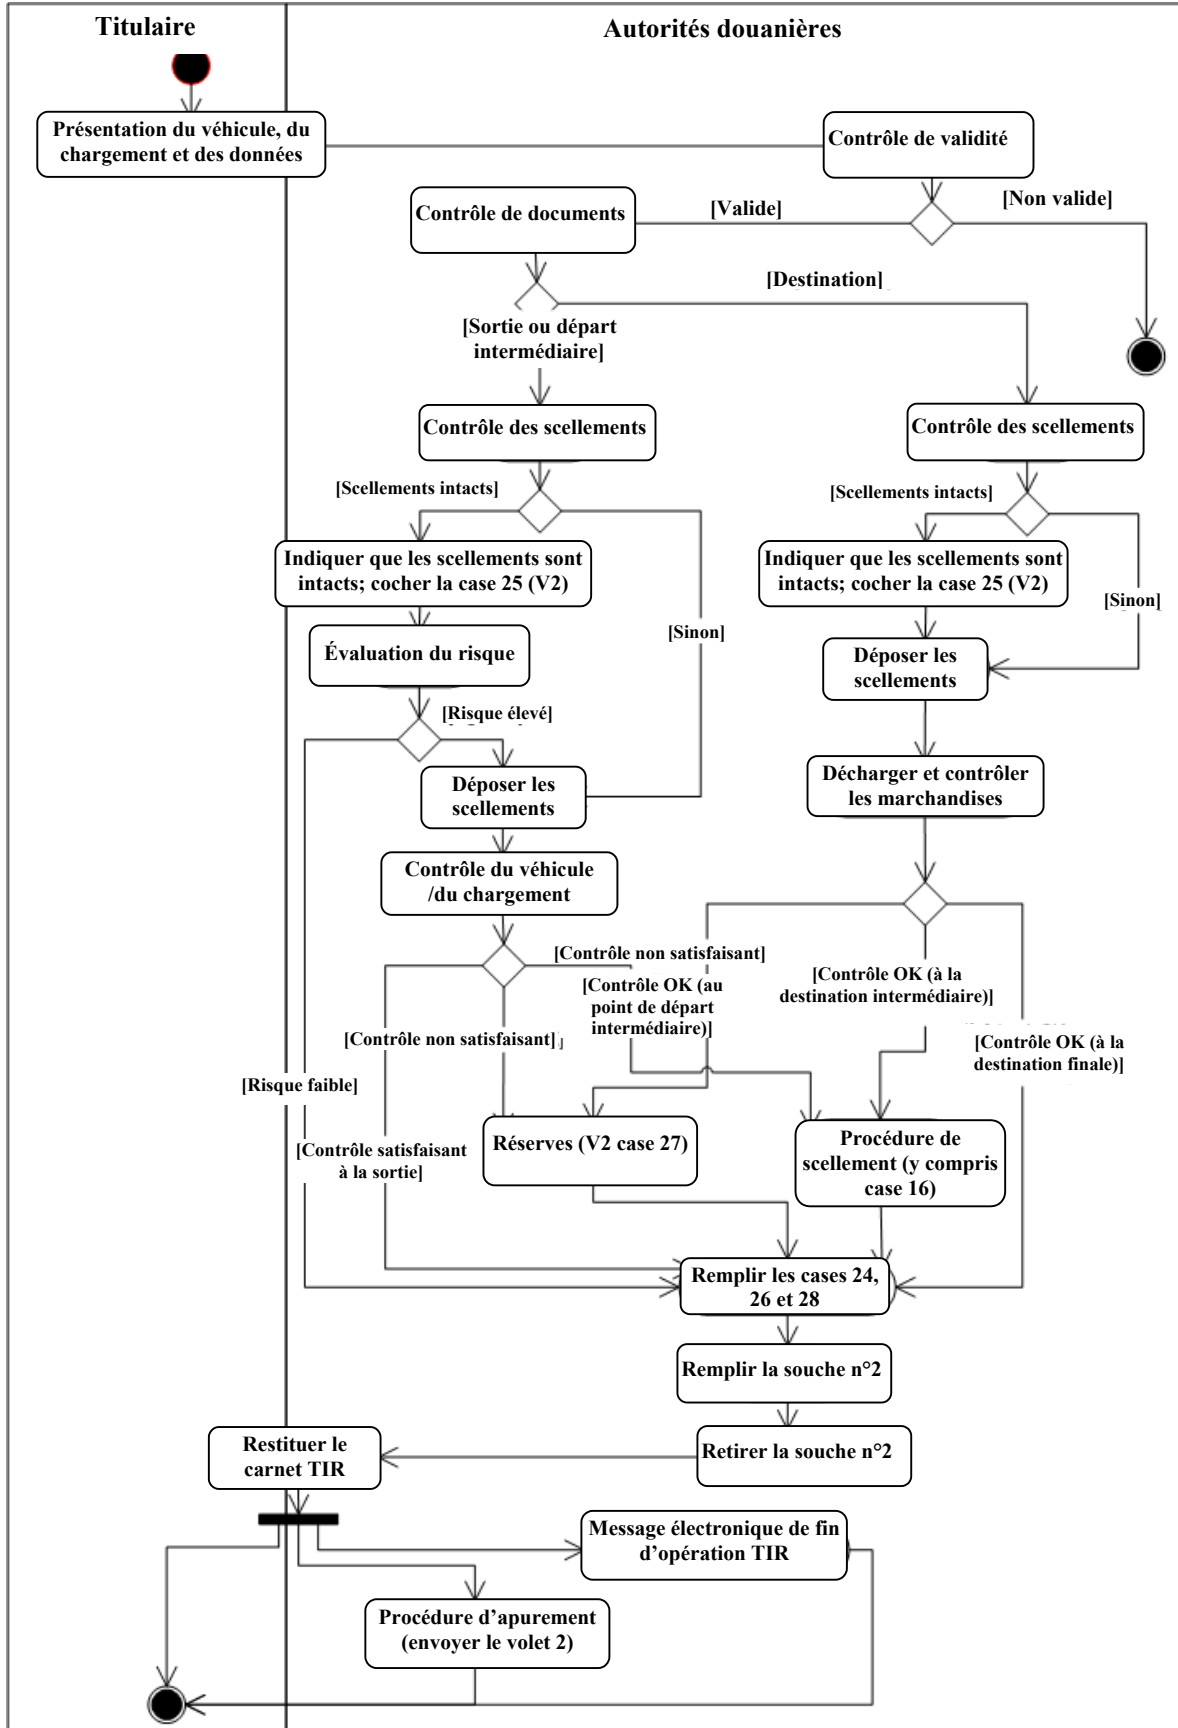 Titulaire
Autorités douanières
Présentation du véhicule, du
chargement et des données
Contrôle de validité
Contrôle de documents
[Valide]
[Non valide]
[Destination]
[Sortie ou départ
intermédiaire]
Contrôle des scellements
Contrôle des scellements
[Scellements intacts]
[Scellements intacts]
Indiquer que les scellements sont
intacts; cocher la case 25 (V2)
Indiquer que les scellements sont
intacts; cocher la case 25 (V2)
[Sinon]
[Sinon]
Évaluation du risque
Déposer les
scellements
[Risque élevé]
Déposer les
scellements
Décharger et contrôler
les marchandises
Contrôle du véhicule
/du chargement
[Contrôle non satisfaisant]
[Contrôle OK (au
point de départ
intermédiaire)]
[Contrôle OK (à la
destination intermédiaire)]
[Contrôle non satisfaisant]
[Contrôle OK (à la
destination finale)]
[Risque faible]
[Contrôle satisfaisant
à la sortie]
Réserves (V2 case 27)
Procédure de
scellement (y compris
case 16)
Remplir les cases 24,
26 et 28
Remplir la souche n°2
Retirer la souche n°2
Restituer le
carnet TIR
Message électronique de fin
d'opération TIR
Procédure d'apurement
(envoyer le volet 2)